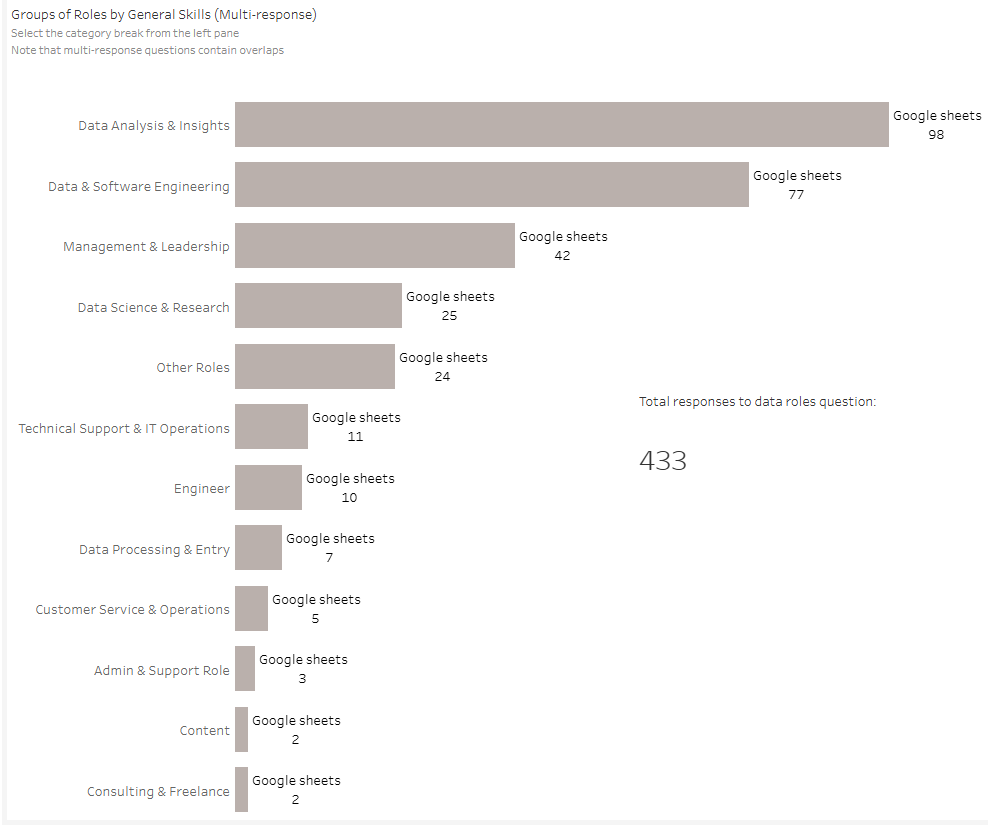 Groups of Roles by General Skills (Multi-response)
Select the category break from the left pane
Note that multi-response questions contain overlaps
Data Analysis & Insights
Google sheets
98
Data & Software Engineering
Google sheets
77
Management & Leadership
Google sheets
42
Data Science & Research
Google sheets
25
Other Roles
Google sheets
24
Total responses to data roles question:
433
Technical Support & IT Operations
Google sheets
11
Engineer
Google sheets
10
Data Processing & Entry
Google sheets
7
Customer Service & Operations
Google sheets
5
Admin & Support Role
Google sheets
3
Content
Google sheets
2
Consulting & Freelance
Google sheets
2